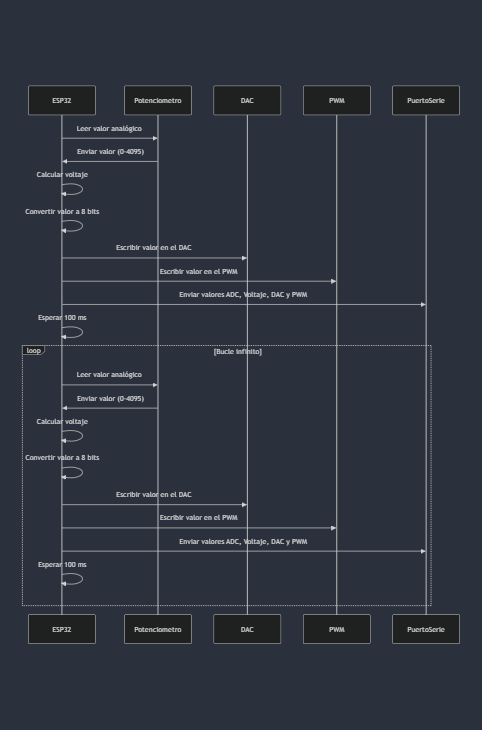 ESP32
Potenciometro
DAC
PWM
PuertoSerie
Leer valor analógico
Enviar valor (0-4095)
Calcular voltaje
Convertir valor a 8 bits
Escribir valor en el DAC
Escribir valor en el PWM
Enviar valores ADC, Voltaje, DAC y PWM
Esperar 100 ms
loop
[Bucle infinito]
Leer valor analógico
Enviar valor (0-4095)
Calcular voltaje
Convertir valor a 8 bits
Escribir valor en el DAC
Escribir valor en el PWM
Enviar valores ADC, Voltaje, DAC y PWM
Esperar 100 ms
ESP32
Potenciometro
DAC
PWM
PuertoSerie